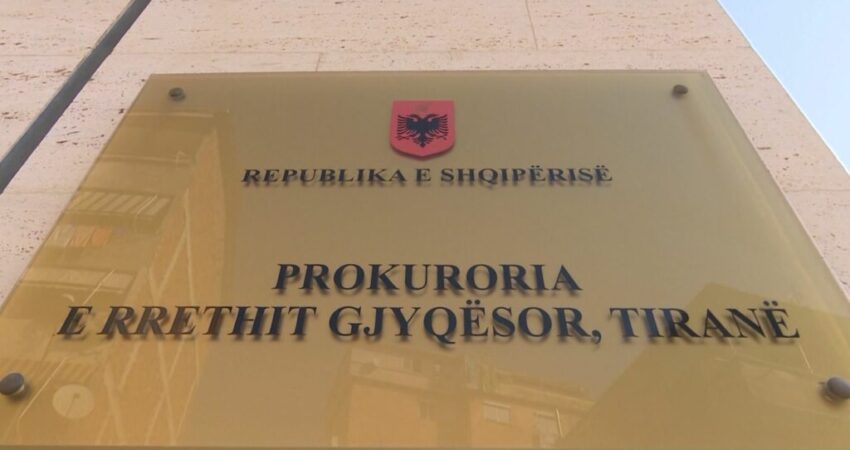 REPUBLIKA E SHQIPËRISË
PROKURORIA
E RRETHIT GJYQËSOR, TIRANË